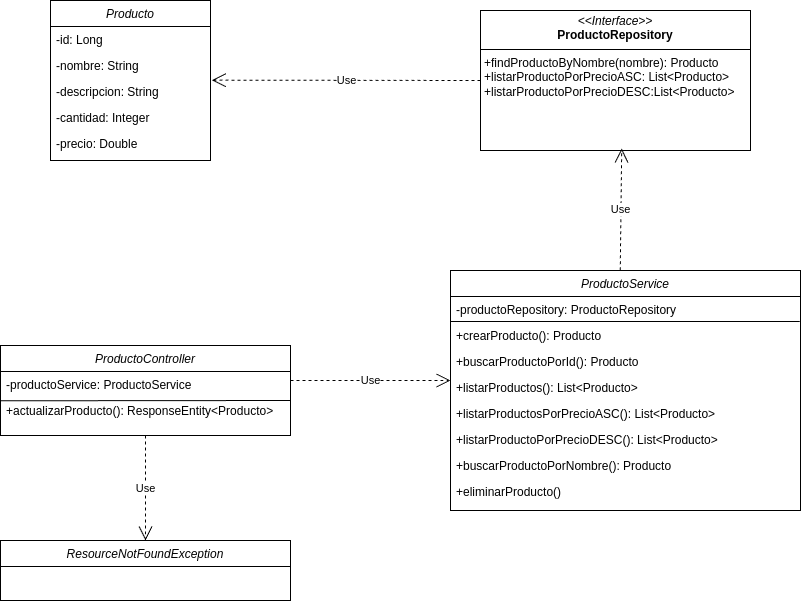 Producto
-id: Long
-nombre: String
-descripcion: String
-cantidad: Integer
-precio: Double
Use
<<Interface>>
ProductoRepository
+findProductoByNombre(nombre): Producto
+listarProductoPorPrecioASC: List<Producto>
+listarProductoPorPrecioDESC:List<Producto>
Use
ProductoService
-productoRepository: ProductoRepository
+crearProducto(): Producto
+buscarProductoPorId(): Producto
+listarProductos(): List<Producto>
+listarProductosPorPrecioASC(): List<Producto>
+listarProductoPorPrecioDESC(): List<Producto>
+buscarProductoPorNombre(): Producto
+eliminarProducto()
ProductoController
-productoService: ProductoService
+actualizarProducto(): ResponseEntity<Producto>
Use
Use
ResourceNotFoundException